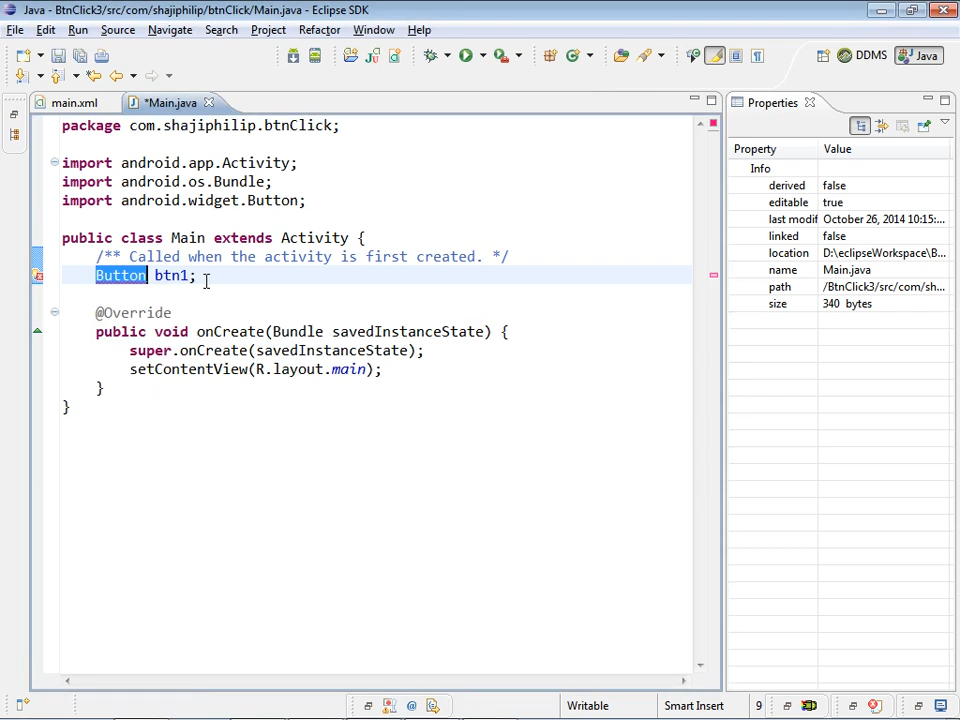 Java - BtnClick3/src/com/shajiphilip/btnClick/Main.java - Eclipse SDK
File Edit Run Source Navigate Search Project Refactor Window Help
DDMS Java
main.xml *Main.java
package com.shajiphilip.btnClick;
import android.app.Activity;
import android.os.Bundle;
import android.widget.Button;
public class Main extends Activity {
/** Called when the activity is first created. */
Button btn1;
@Override
public void onCreate(Bundle savedInstanceState) {
super.onCreate(savedInstanceState);
setContentView(R.layout.main);
}
}
Properties
Property Value
Info
derived false
editable true
last modif October 26, 2014 10:15:...
linked false
location D:\eclipseWorkspace\B...
name Main.java
path /BtnClick3/src/com/sh...
size 340 bytes
Writable Smart Insert 9